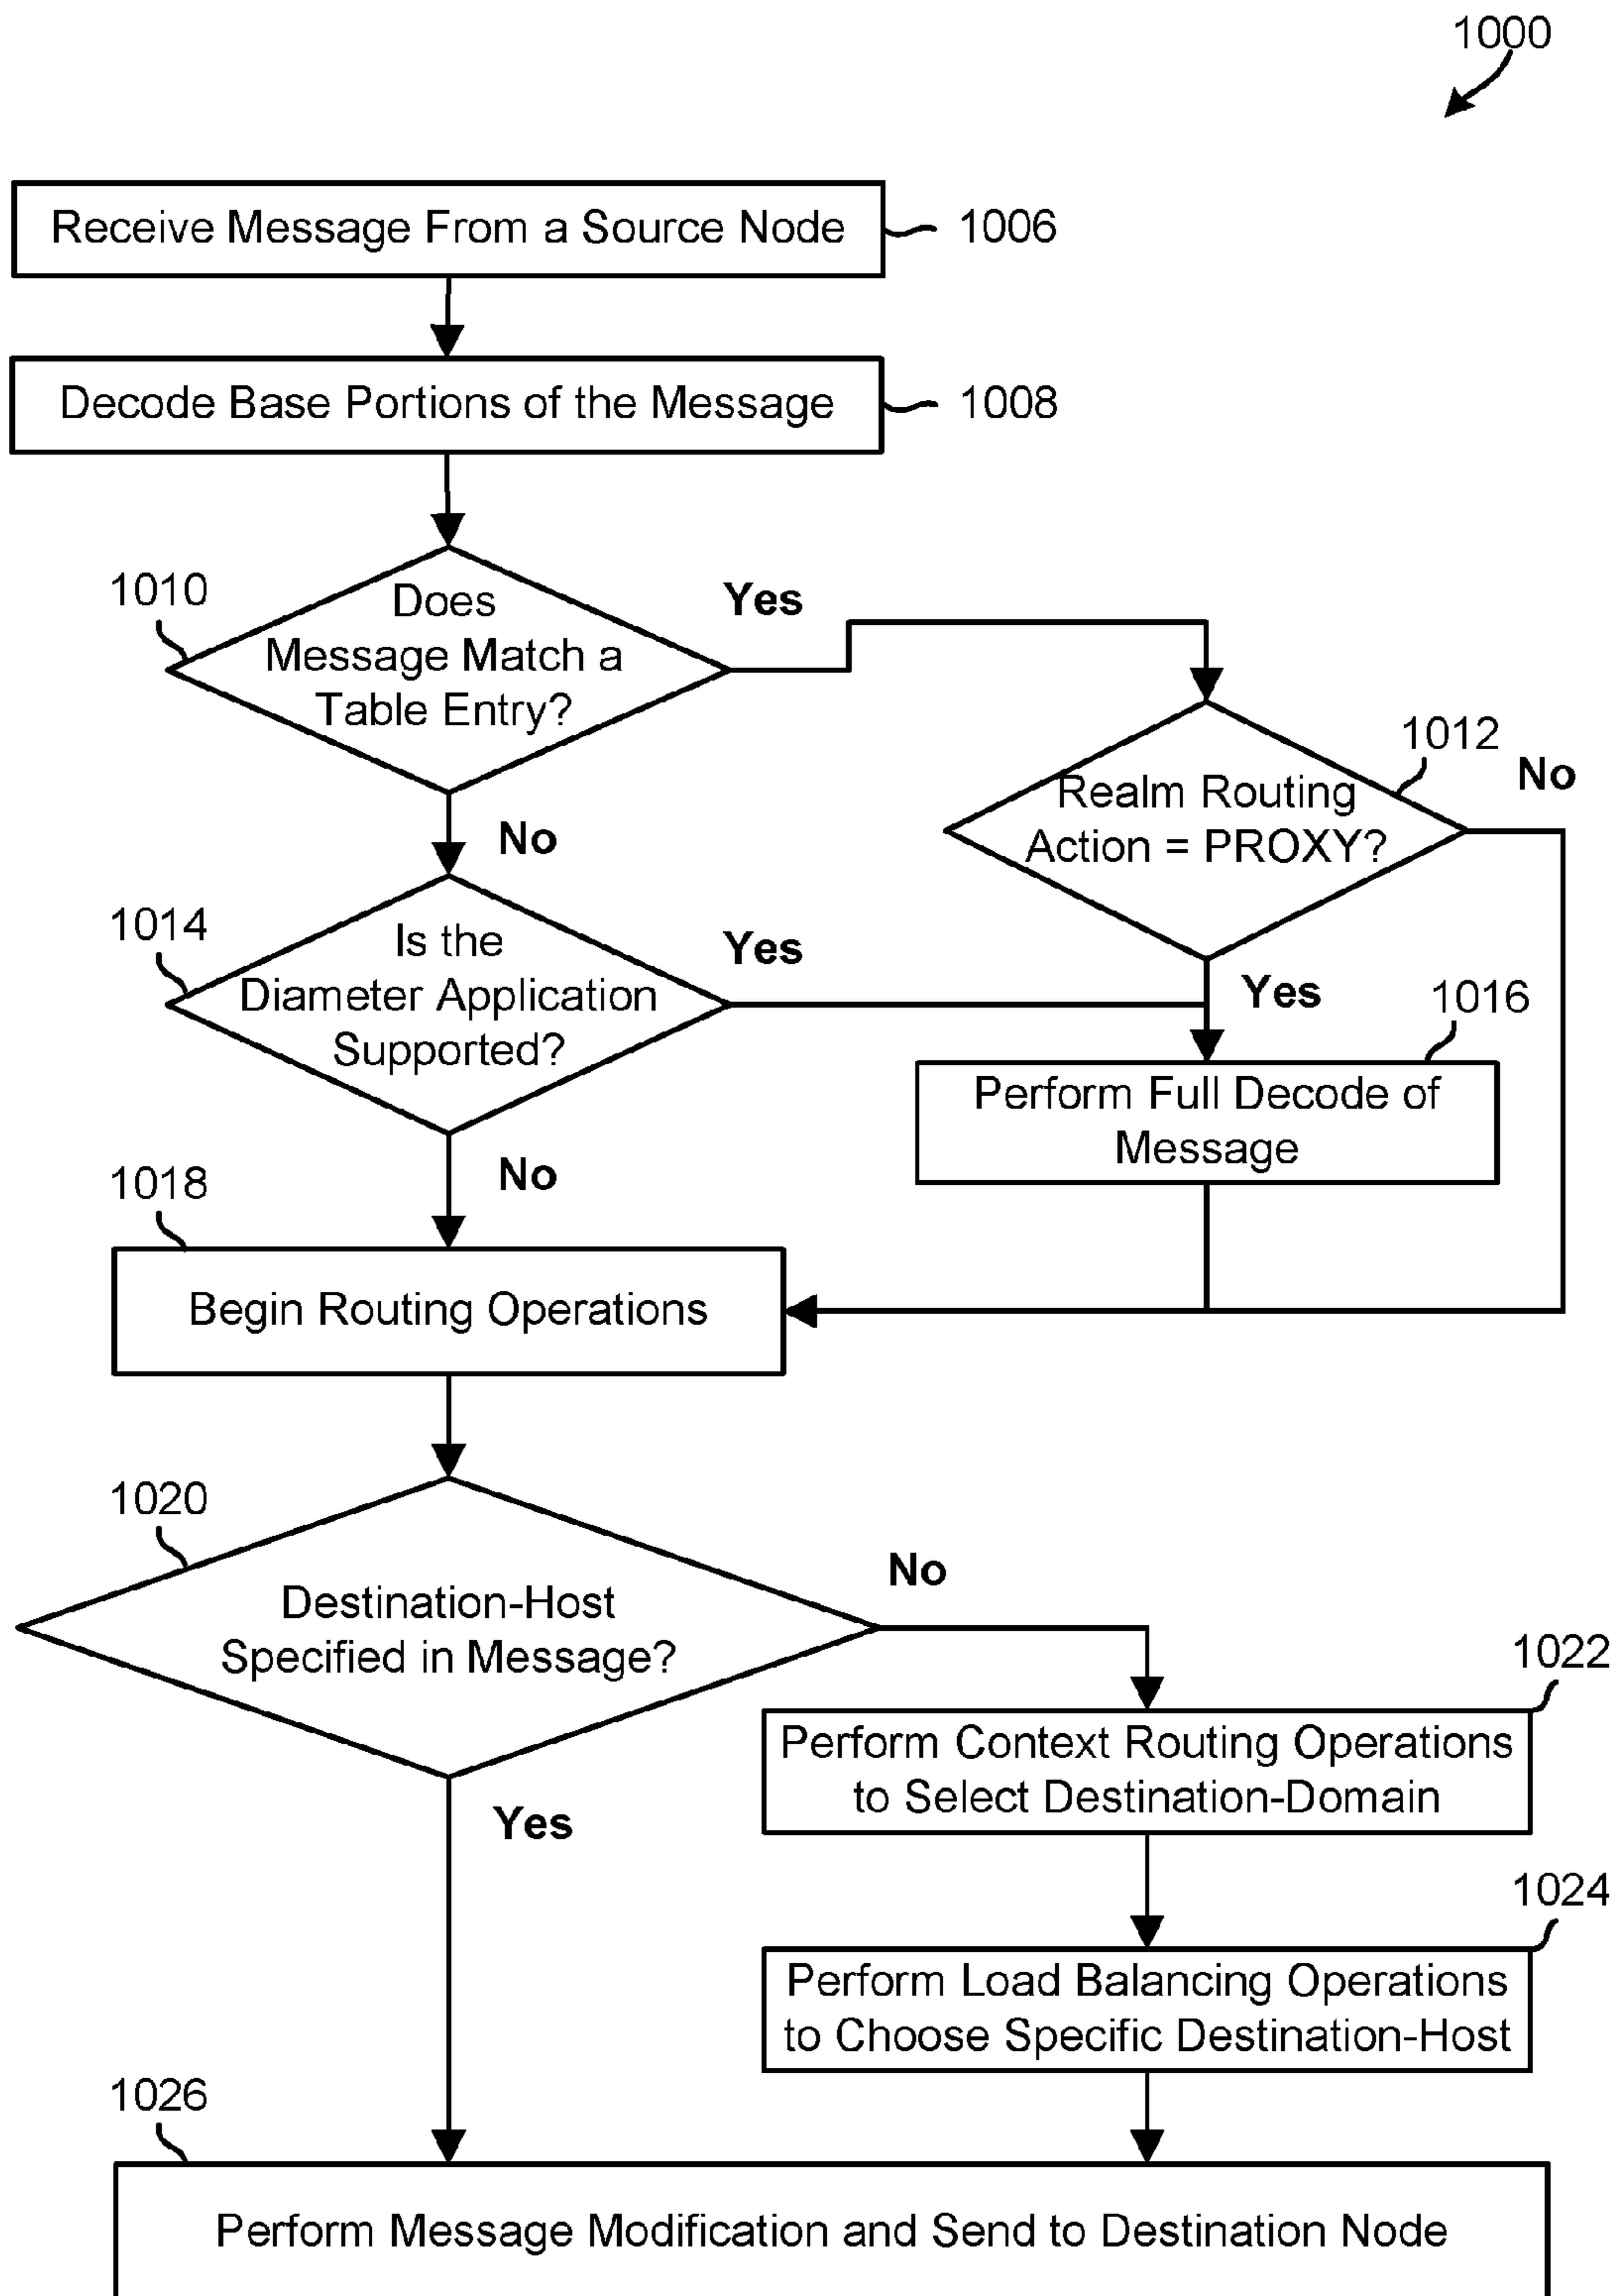 1000
Receive Message From a Source Node
1006
Decode Base Portions of the Message
1008
1010
Does
Message Match a
Table Entry?
Yes
No
1012
Realm Routing
Action = PROXY?
No
Yes
1014
Is the
Diameter Application
Supported?
Yes
No
1016
Perform Full Decode of
Message
1018
Begin Routing Operations
1020
Destination-Host
Specified in Message?
No
Yes
1022
Perform Context Routing Operations
to Select Destination-Domain
1024
Perform Load Balancing Operations
to Choose Specific Destination-Host
1026
Perform Message Modification and Send to Destination Node